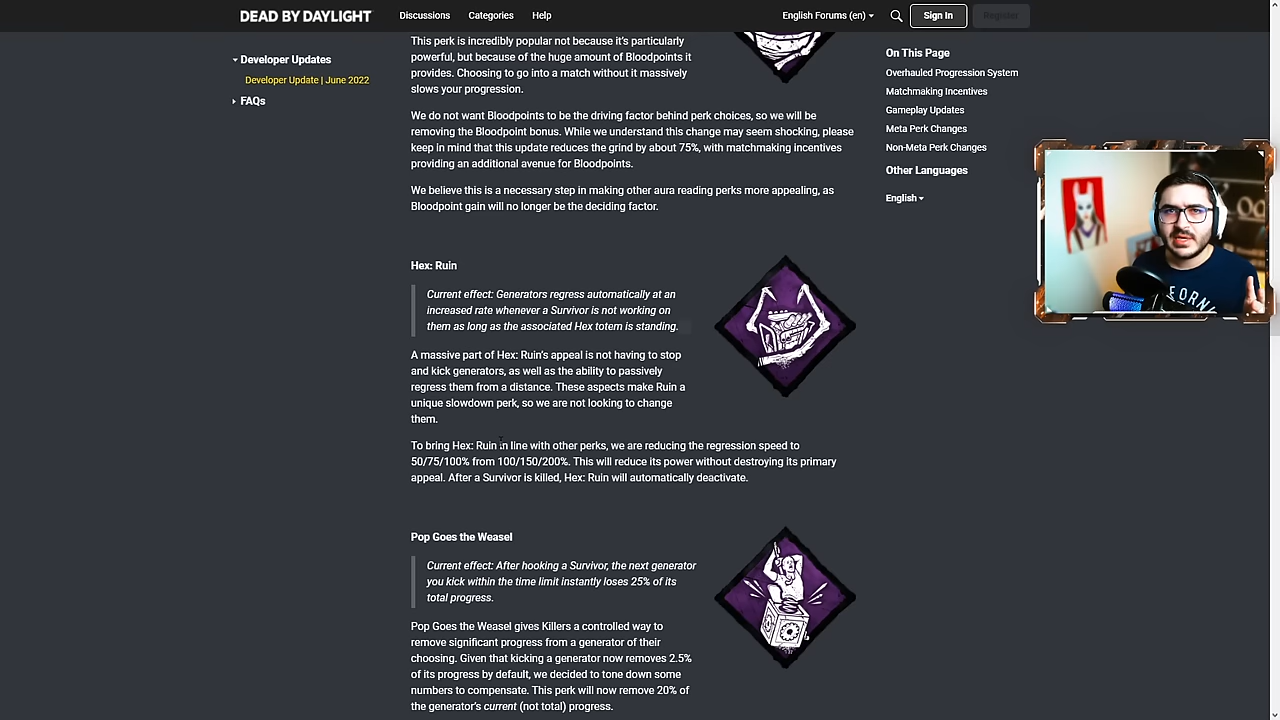 DEAD BY DAYLIGHT
Discussions
Categories
Help
English Forums (en)
Sign In
Register
Developer Updates
Developer Update | June 2022
FAQs
This perk is incredibly popular not because it's particularly
powerful, but because of the huge amount of Bloodpoints it
provides. Choosing to go into a match without it massively
slows your progression.
We do not want Bloodpoints to be the driving factor behind perk choices, so we will be
removing the Bloodpoint bonus. While we understand this change may seem shocking, please
keep in mind that this update reduces the grind by about 75%, with matchmaking incentives
providing an additional avenue for Bloodpoints.
We believe this is a necessary step in making other aura reading perks more appealing, as
Bloodpoint gain will no longer be the deciding factor.
Hex: Ruin
Current effect: Generators regress automatically at an
increased rate whenever a Survivor is not working on
them as long as the associated Hex totem is standing.
A massive part of Hex: Ruin's appeal is not having to stop
and kick generators, as well as the ability to passively
regress them from a distance. These aspects make Ruin a
unique slowdown perk, so we are not looking to change
them.
To bring Hex: Ruin in line with other perks, we are reducing the regression speed to
50/75/100% from 100/150/200%. This will reduce its power without destroying its primary
appeal. After a Survivor is killed, Hex: Ruin will automatically deactivate.
Pop Goes the Weasel
Current effect: After hooking a Survivor, the next generator
you kick within the time limit instantly loses 25% of its
total progress.
Pop Goes the Weasel gives Killers a controlled way to
remove significant progress from a generator of their
choosing. Given that kicking a generator now removes 2.5%
of its progress by default, we decided to tone down some
numbers to compensate. This perk will now remove 20% of
the generator's current (not total) progress.
On This Page
Overhauled Progression System
Matchmaking Incentives
Gameplay Updates
Meta Perk Changes
Non-Meta Perk Changes
Other Languages
English